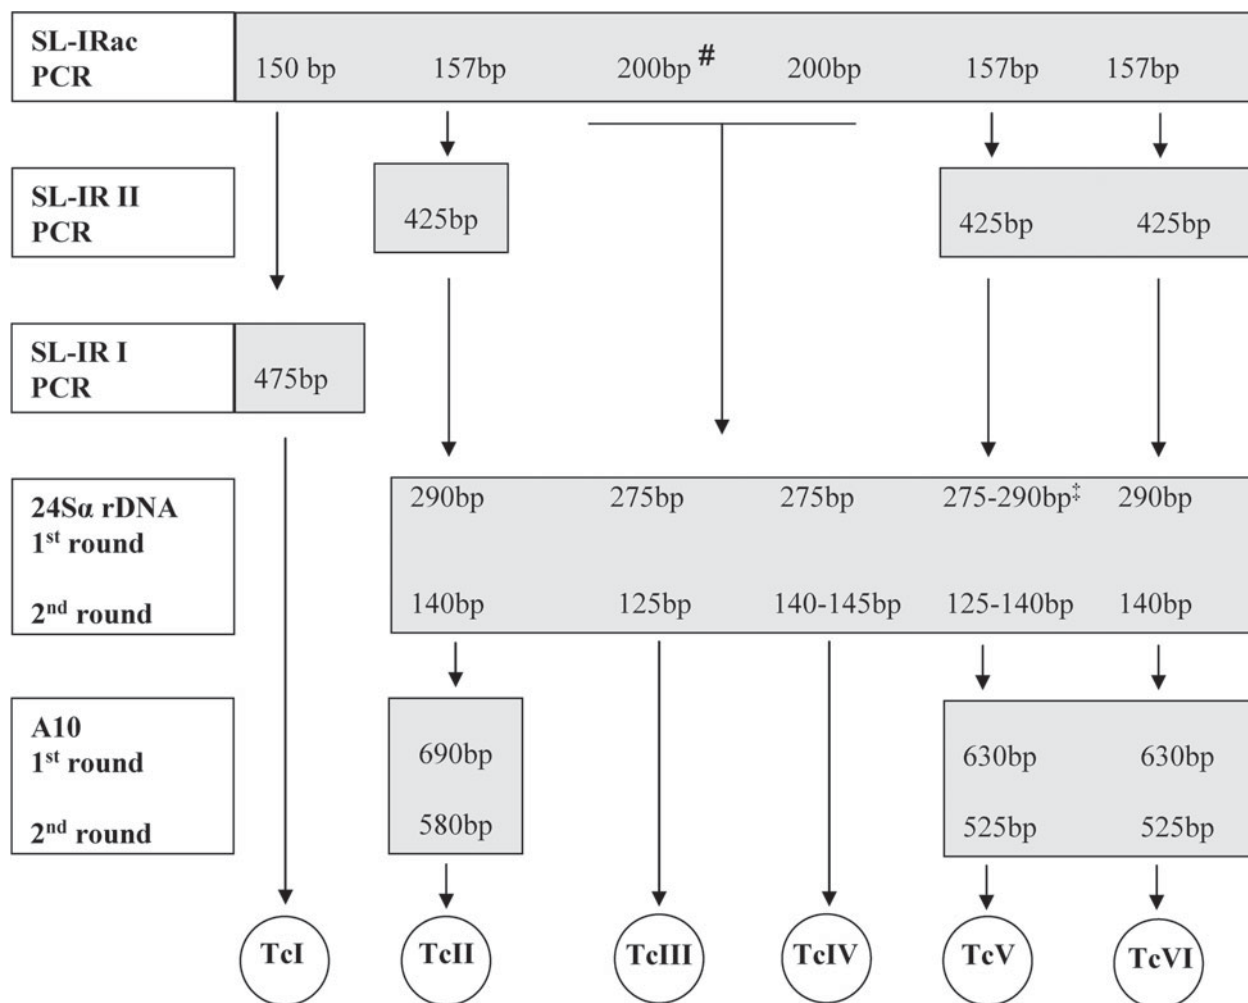 SL-IRac
PCR
150 bp 157bp 200bp # 200bp 157bp 157bp
SL-IR II
PCR
425bp 425bp 425bp
SL-IR I
PCR
475bp
24Sα rDNA
1st round
290bp 275bp 275bp 275-290bp‡ 290bp
2nd round
140bp 125bp 140-145bp 125-140bp 140bp
A10
1st round
690bp 630bp 630bp
2nd round
580bp 525bp 525bp
TcI TcII TcIII TcIV TcV TcVI